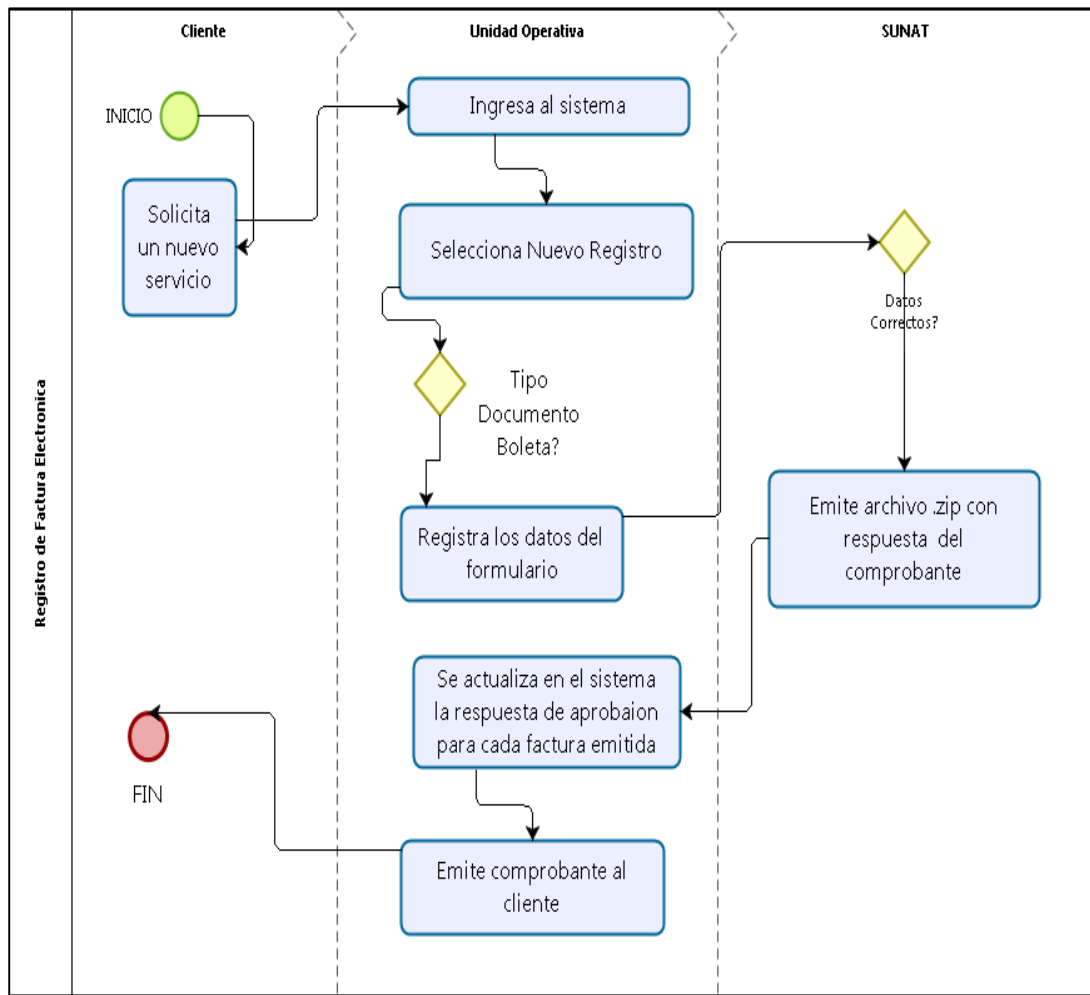 Cliente
Unidad Operativa
SUNAT
Registro de Factura Electronica
INICIO
Ingresa al sistema
Solicita
un nuevo
servicio
Selecciona Nuevo Registro
Datos
Correctos?
Tipo
Documento
Boleta?
Registra los datos del
formulario
Emite archivo .zip con
respuesta del
comprobante
Se actualiza en el sistema
la respuesta de aprobaion
para cada factura emitida
FIN
Emite comprobante al
cliente